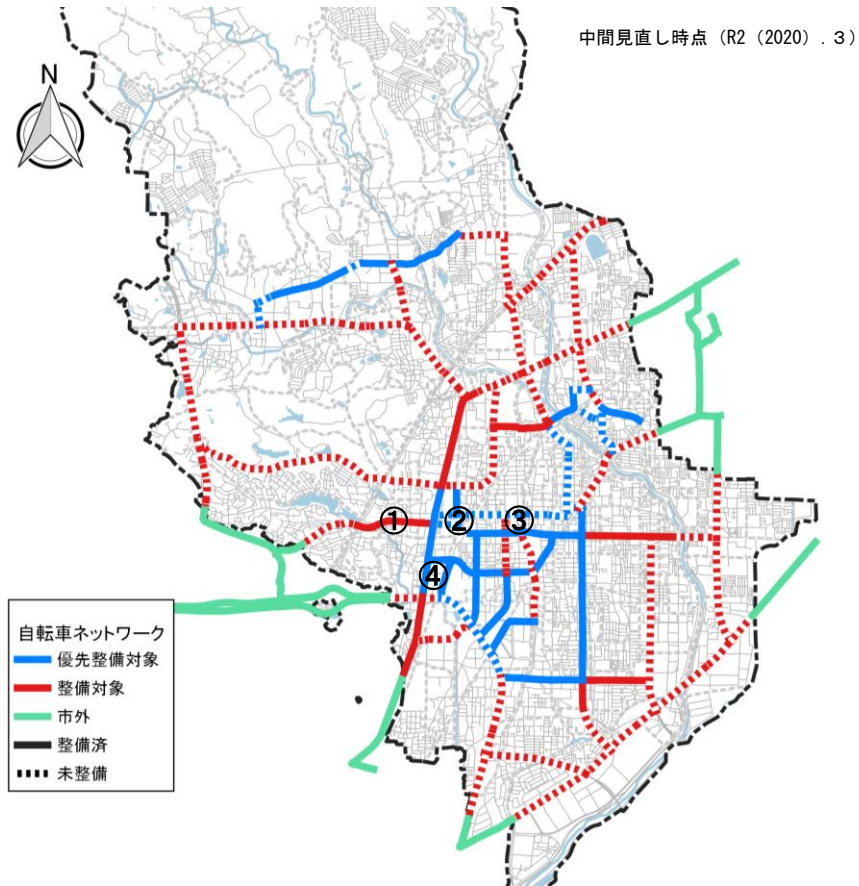 中間見直し時点（R2（2020）.3）
N
①
②
③
④
自転車ネットワーク
優先整備対象
整備対象
市外
整備済
未整備